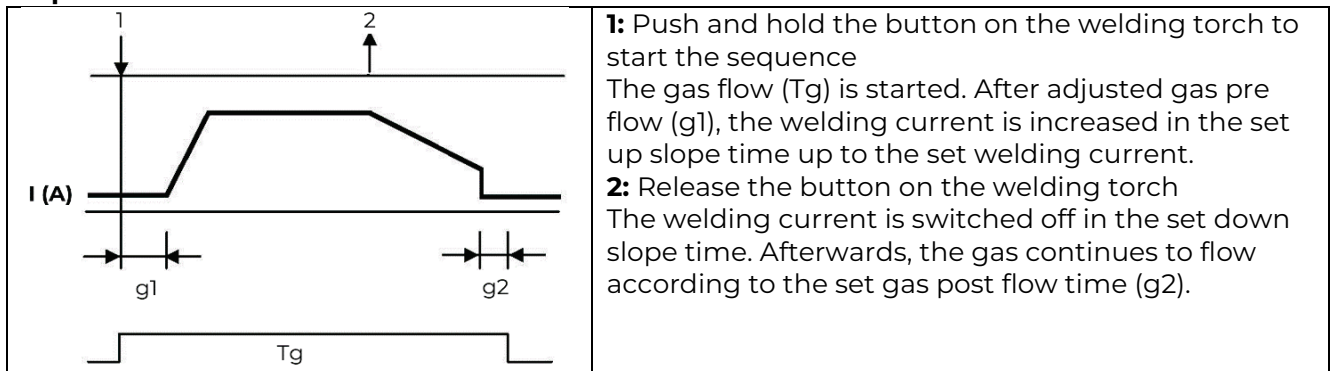 1
2
I (A)
g1
g2
Tg
1: Push and hold the button on the welding torch to
start the sequence
The gas flow (Tg) is started. After adjusted gas pre
flow (g1), the welding current is increased in the set
up slope time up to the set welding current.
2: Release the button on the welding torch
The welding current is switched off in the set down
slope time. Afterwards, the gas continues to flow
according to the set gas post flow time (g2).